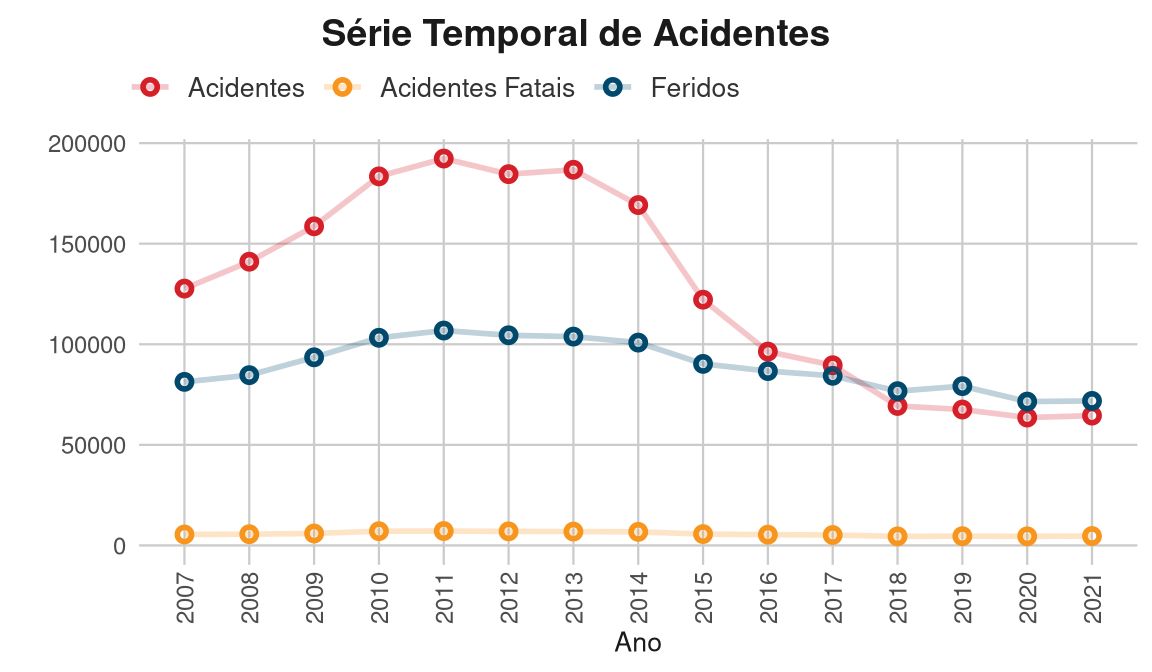 Série Temporal de Acidentes
Acidentes Acidentes Fatais Feridos
200000
150000
100000
50000
0
2007 2008 2009 2010 2011 2012 2013 2014 2015 2016 2017 2018 2019 2020 2021
Ano